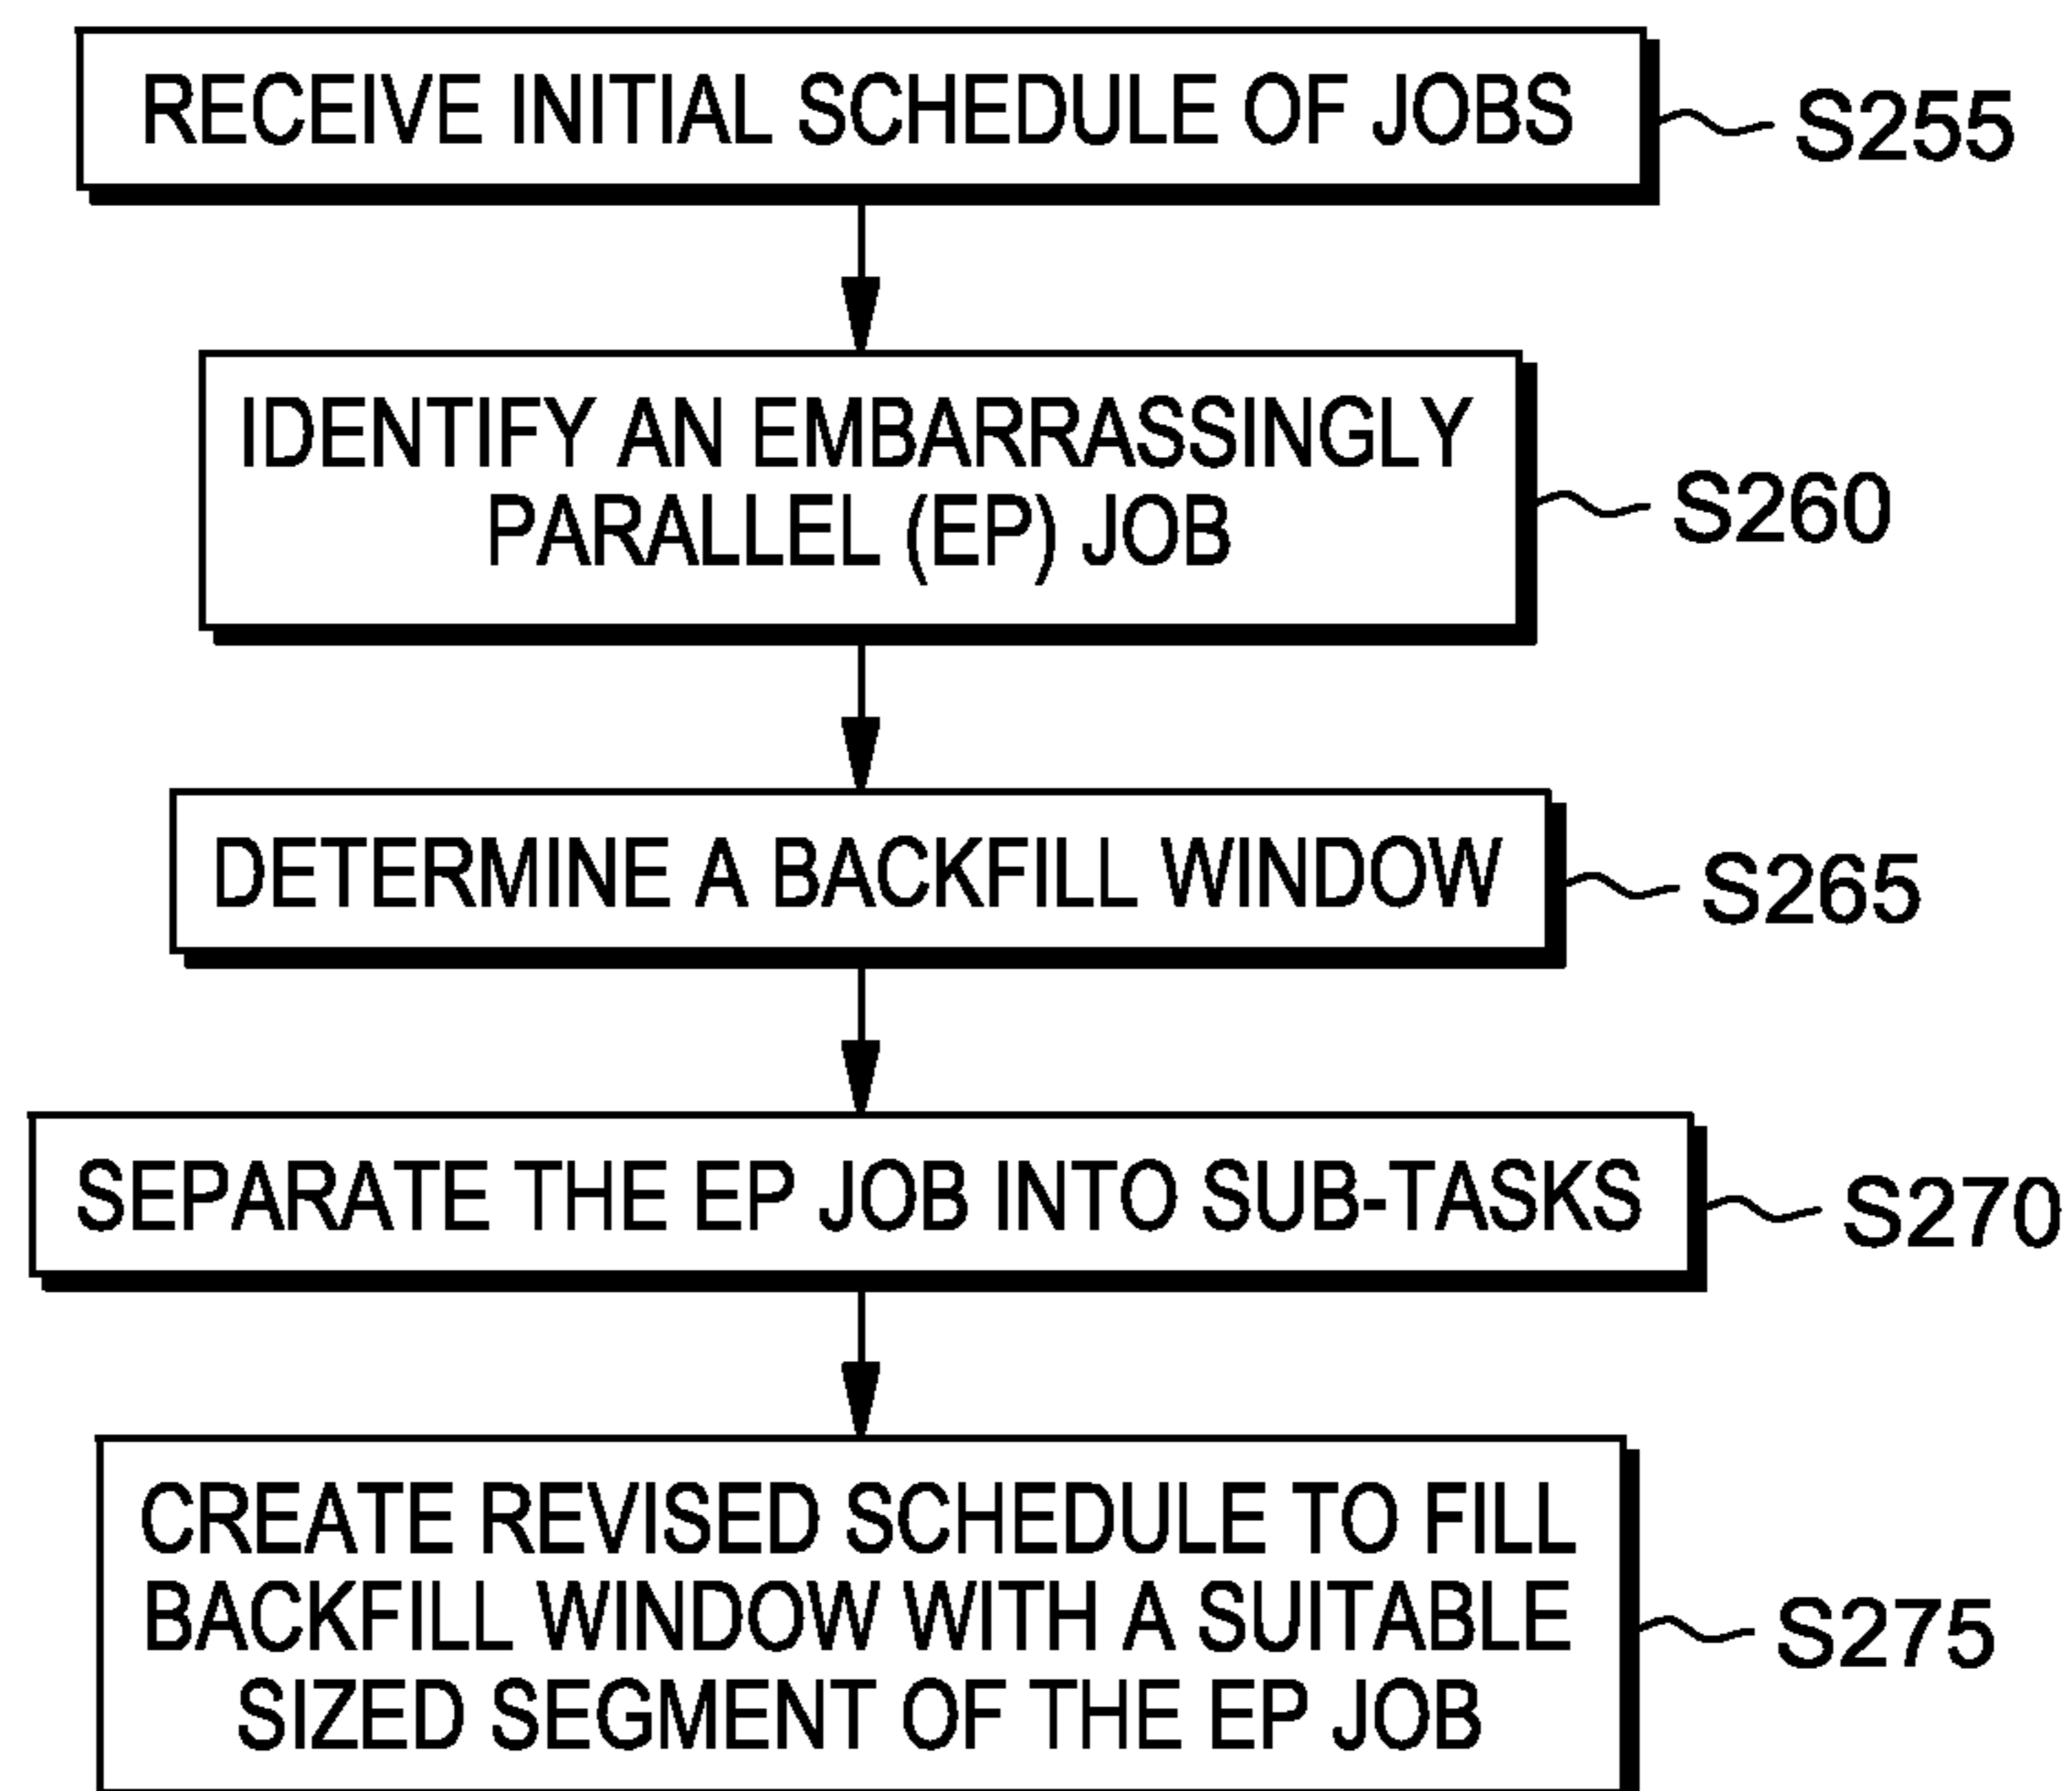 RECEIVE INITIAL SCHEDULE OF JOBS
S255
IDENTIFY AN EMBARRASSINGLY
PARALLEL (EP) JOB
S260
DETERMINE A BACKFILL WINDOW
S265
SEPARATE THE EP JOB INTO SUB-TASKS
S270
CREATE REVISED SCHEDULE TO FILL
BACKFILL WINDOW WITH A SUITABLE
SIZED SEGMENT OF THE EP JOB
S275